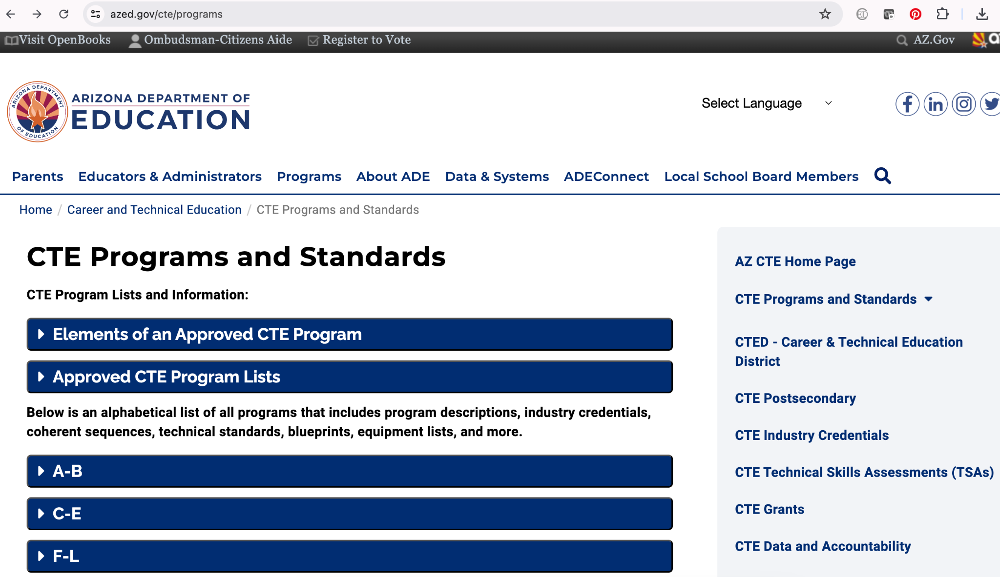 azed.gov/cte/programs
Visit OpenBooks Ombudsman-Citizens Aide Register to Vote AZ.Gov
ARIZONA DEPARTMENT OF EDUCATION
ARIZONA DEPARTMENT OF
EDUCATION
Select Language
Parents Educators & Administrators Programs About ADE Data & Systems ADEConnect Local School Board Members
Home / Career and Technical Education / CTE Programs and Standards
CTE Programs and Standards
CTE Program Lists and Information:
Elements of an Approved CTE Program
Approved CTE Program Lists
Below is an alphabetical list of all programs that includes program descriptions, industry credentials,
coherent sequences, technical standards, blueprints, equipment lists, and more.
A-B
C-E
F-L
AZ CTE Home Page
CTE Programs and Standards
CTED - Career & Technical Education
District
CTE Postsecondary
CTE Industry Credentials
CTE Technical Skills Assessments (TSAs)
CTE Grants
CTE Data and Accountability